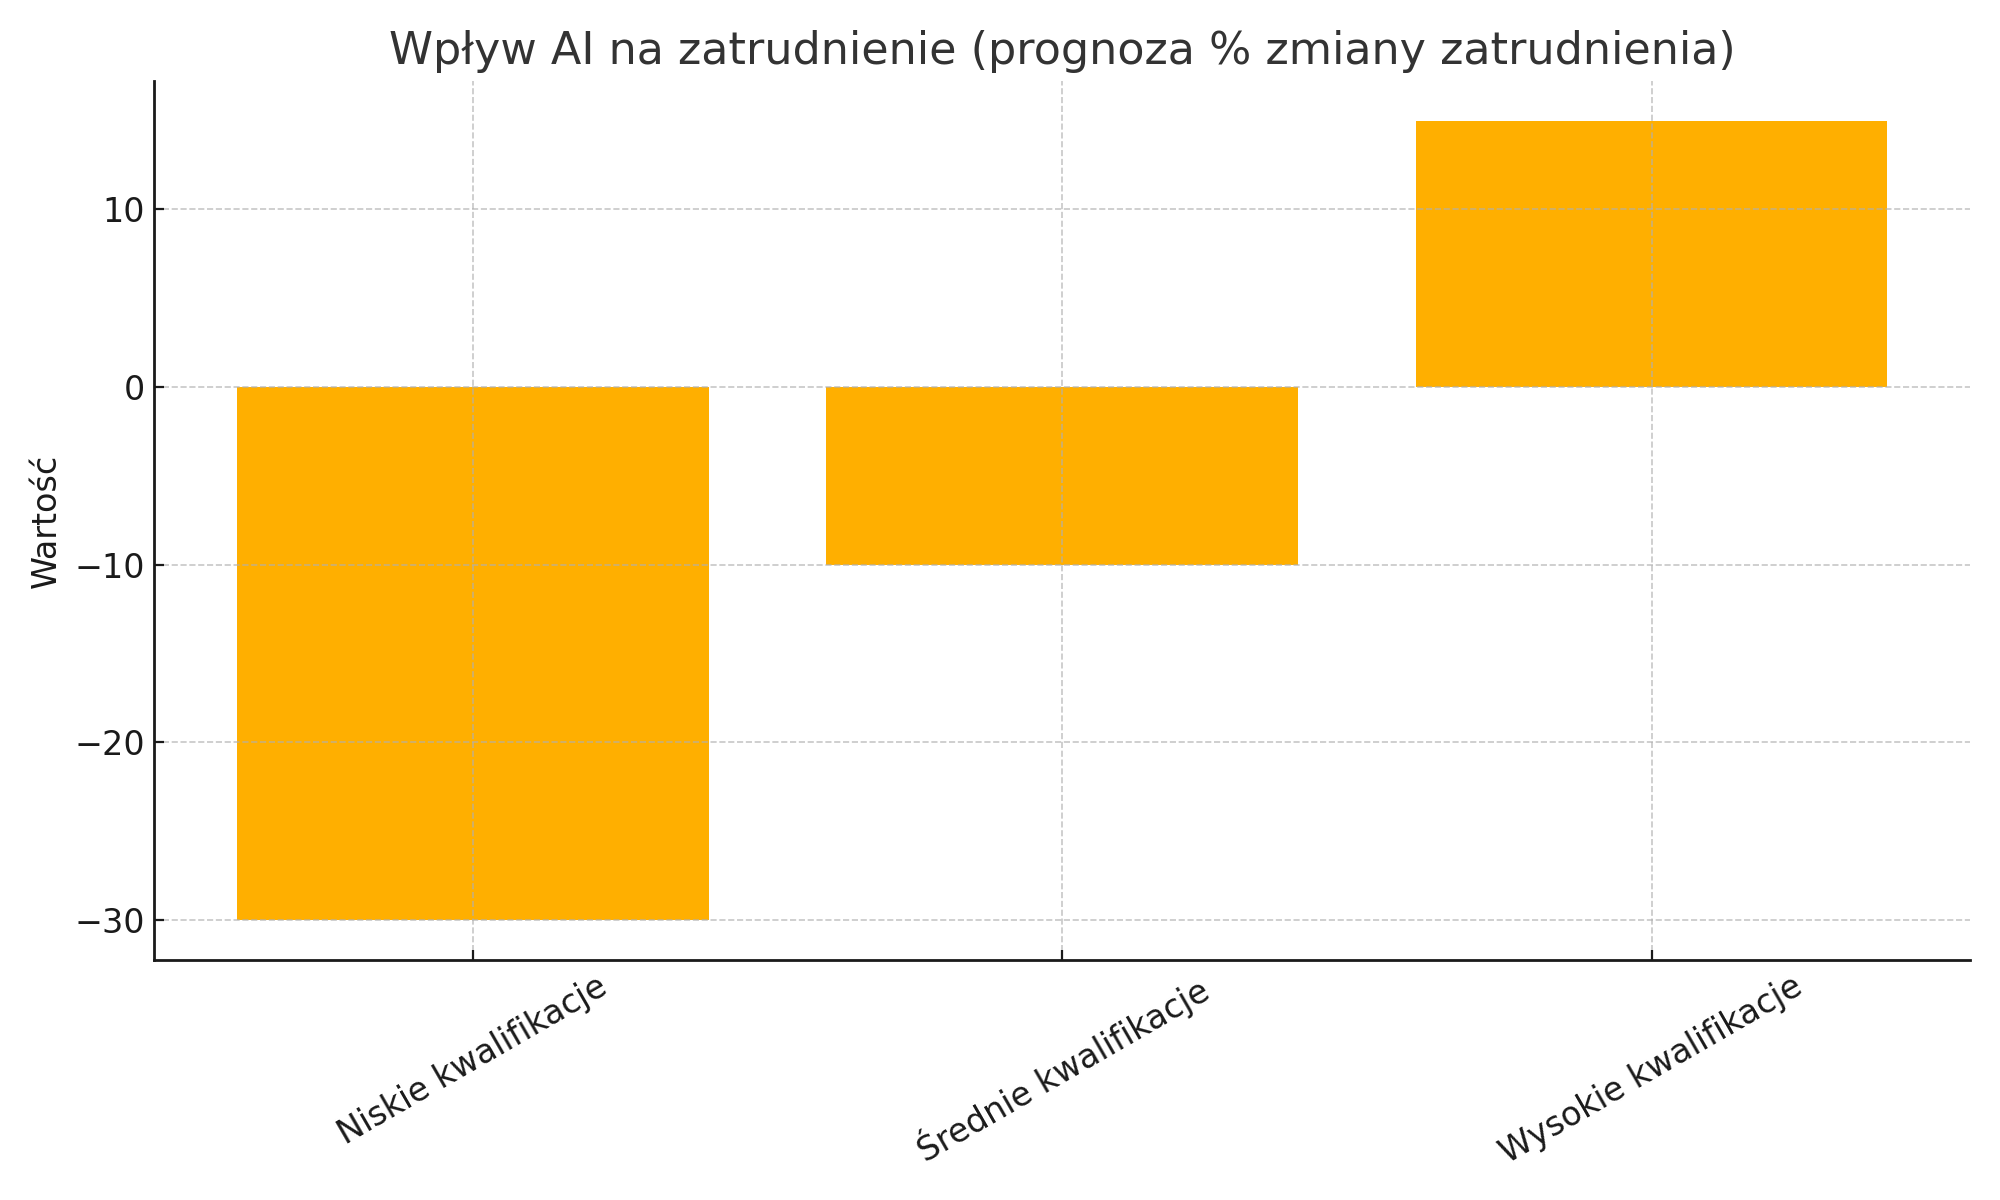 Wpływ AI na zatrudnienie (prognoza % zmiany zatrudnienia)
Wartość
10
0
−10
−20
−30
Niskie kwalifikacje
Średnie kwalifikacje
Wysokie kwalifikacje